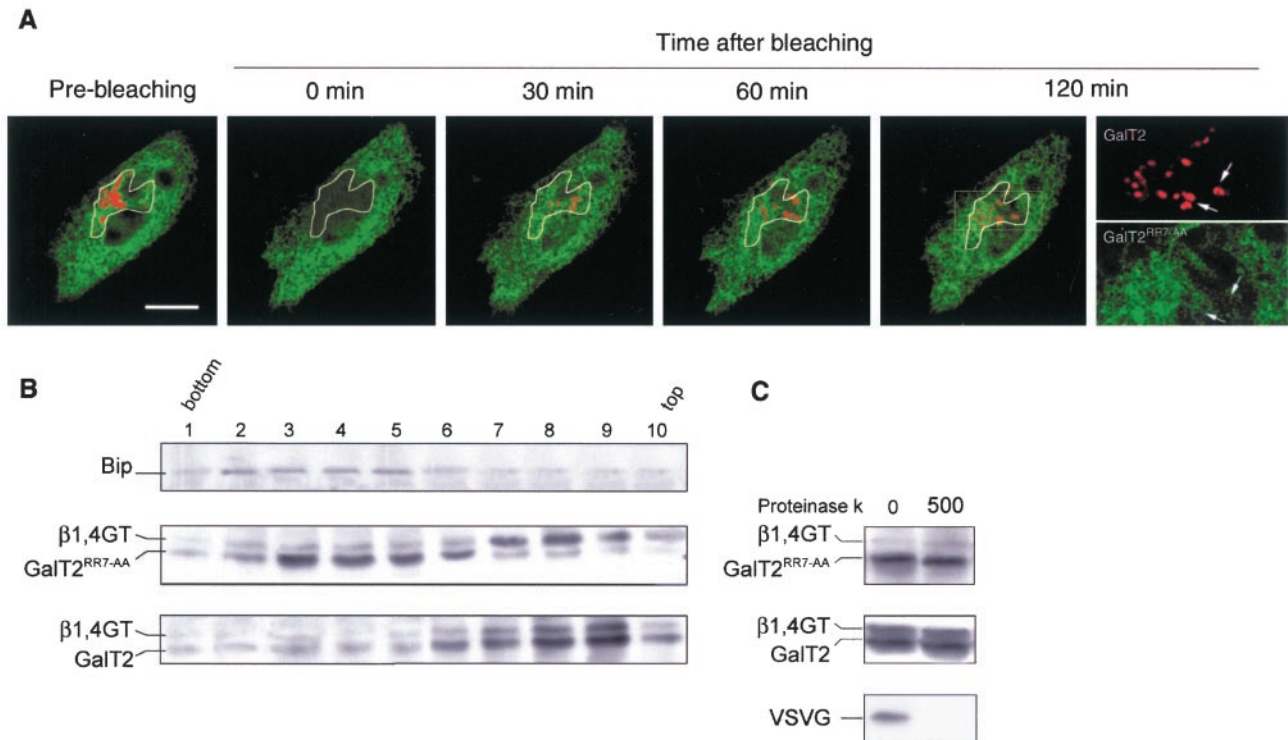 A
Time after bleaching
Pre-bleaching 0 min 30 min 60 min 120 min
GalT2
GalT2RR7-AA
B
bottom top
1 2 3 4 5 6 7 8 9 10
Bip
β1,4GT
GalT2RR7-AA
β1,4GT
GalT2
C
Proteinase k 0 500
β1,4GT
GalT2RR7-AA
β1,4GT
GalT2
VSVG